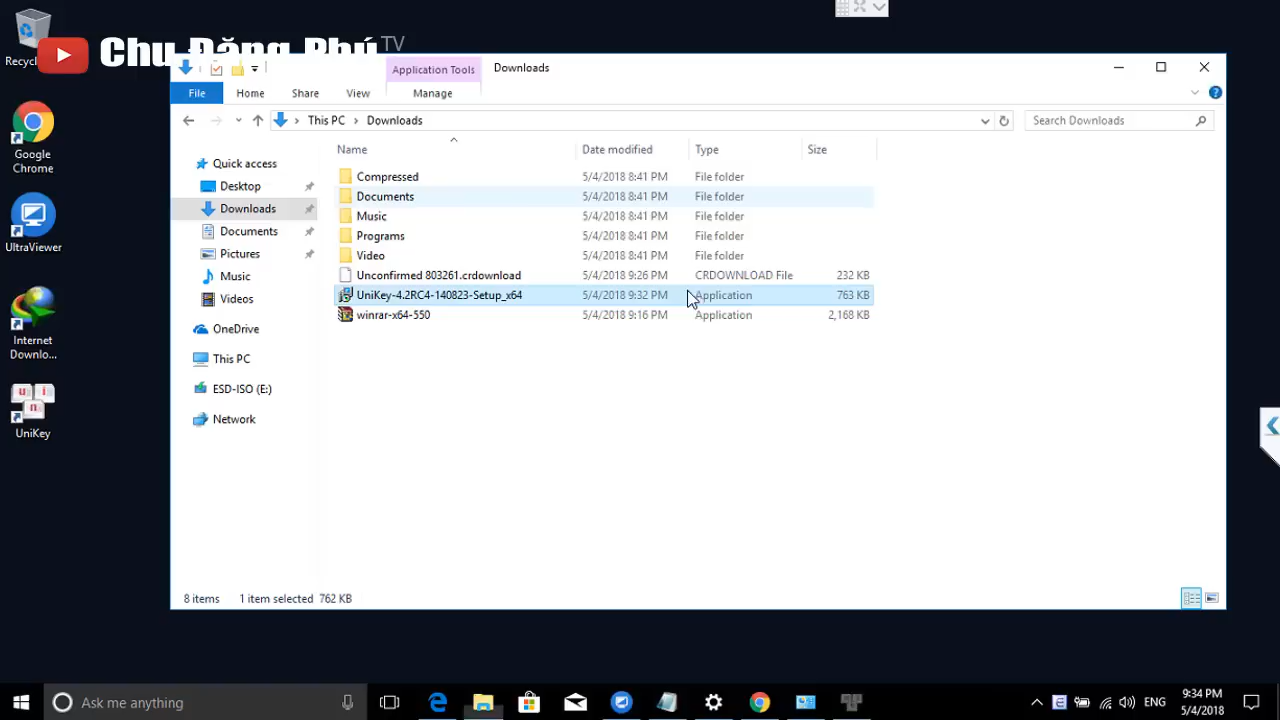 Chu Đăng Phú TV
Application Tools
Downloads
File
Home
Share
View
Manage
This PC
Downloads
Search Downloads
Name
Date modified
Type
Size
Quick access
Desktop
Downloads
Documents
Pictures
Music
Videos
OneDrive
This PC
ESD-ISO (E:)
Network
Compressed 5/4/2018 8:41 PM File folder
Documents 5/4/2018 8:41 PM File folder
Music 5/4/2018 8:41 PM File folder
Programs 5/4/2018 8:41 PM File folder
Video 5/4/2018 8:41 PM File folder
Unconfirmed 803261.crdownload 5/4/2018 9:26 PM CRDOWNLOAD File 232 KB
UniKey-4.2RC4-140823-Setup_x64 5/4/2018 9:32 PM Application 763 KB
winrar-x64-550 5/4/2018 9:16 PM Application 2,168 KB
8 items 1 item selected 762 KB
Google
Chrome
UltraViewer
Internet
Downlo...
UniKey
Ask me anything
ENG
9:34 PM
5/4/2018